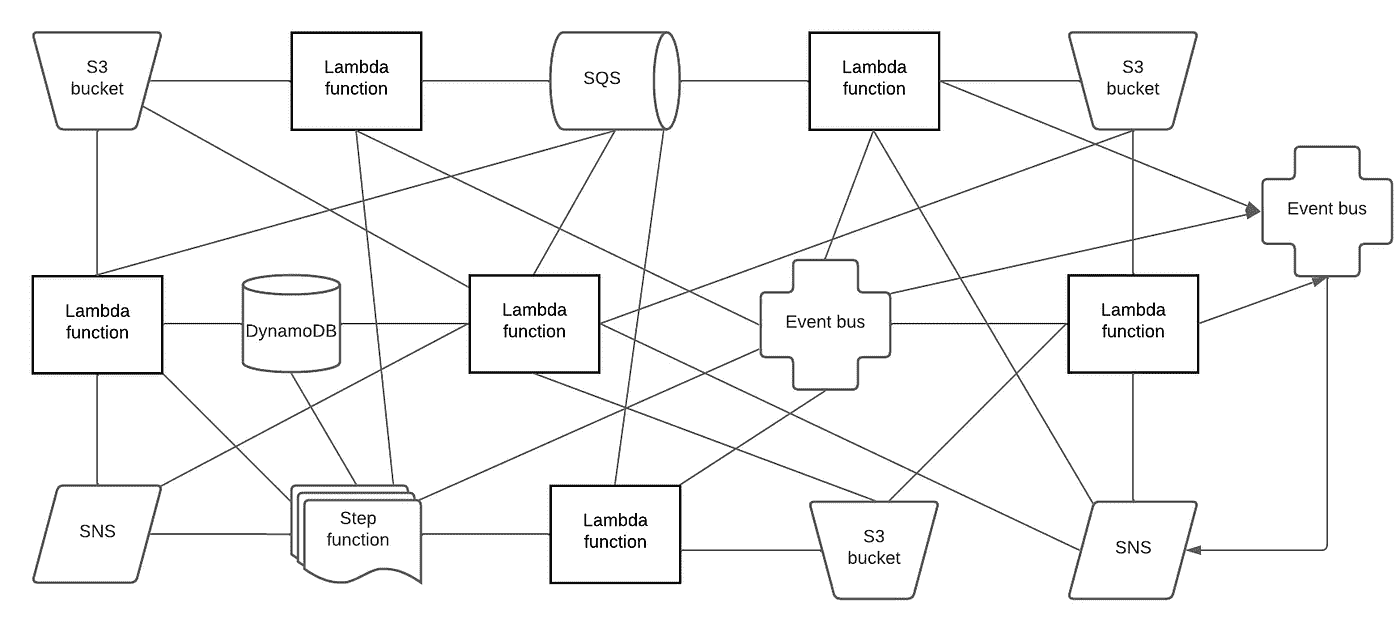 S3
bucket
Lambda
function
SQS
Lambda
function
S3
bucket
Event bus
Lambda
function
DynamoDB
Lambda
function
Event bus
Lambda
function
SNS
Step
function
Lambda
function
S3
bucket
SNS